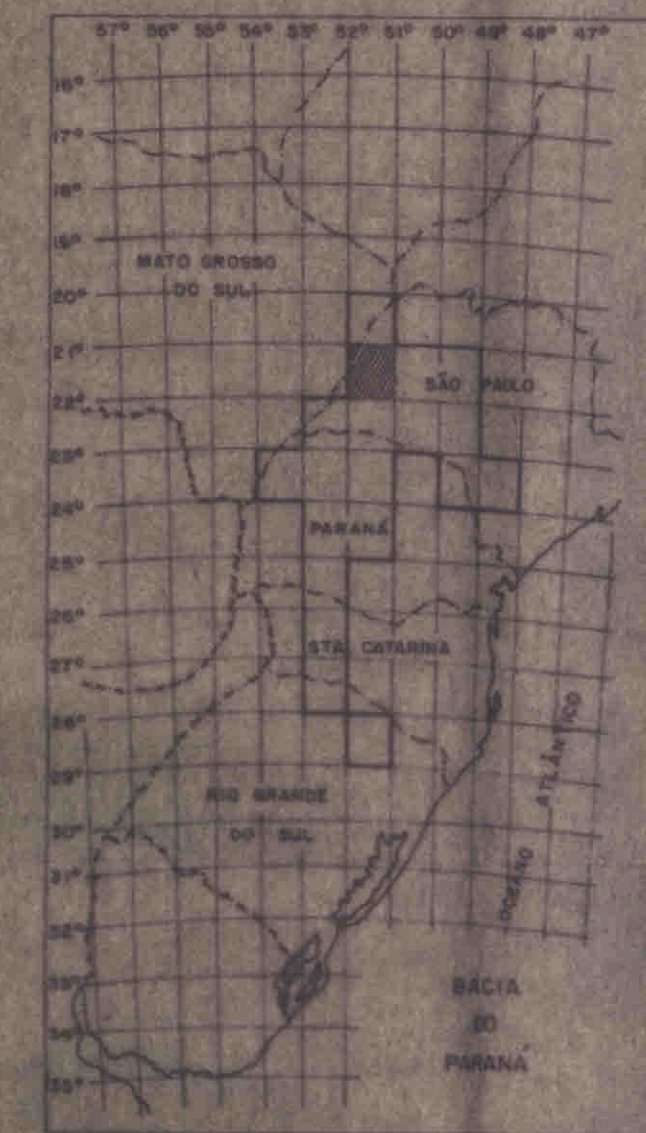 57° 56° 55° 54° 53° 52° 51° 50° 49° 48° 47°
16°
17°
18°
19°
MATO GROSSO
DO SUL
20°
21°
SÃO PAULO
22°
23°
24°
PARANÁ
25°
26°
STA CATARINA
27°
28°
ATLÂNTICO
29°
RIO GRANDE
30°
DO SUL
31°
OCEANO
32°
33°
BACIA
DO
34°
PARANÁ
35°